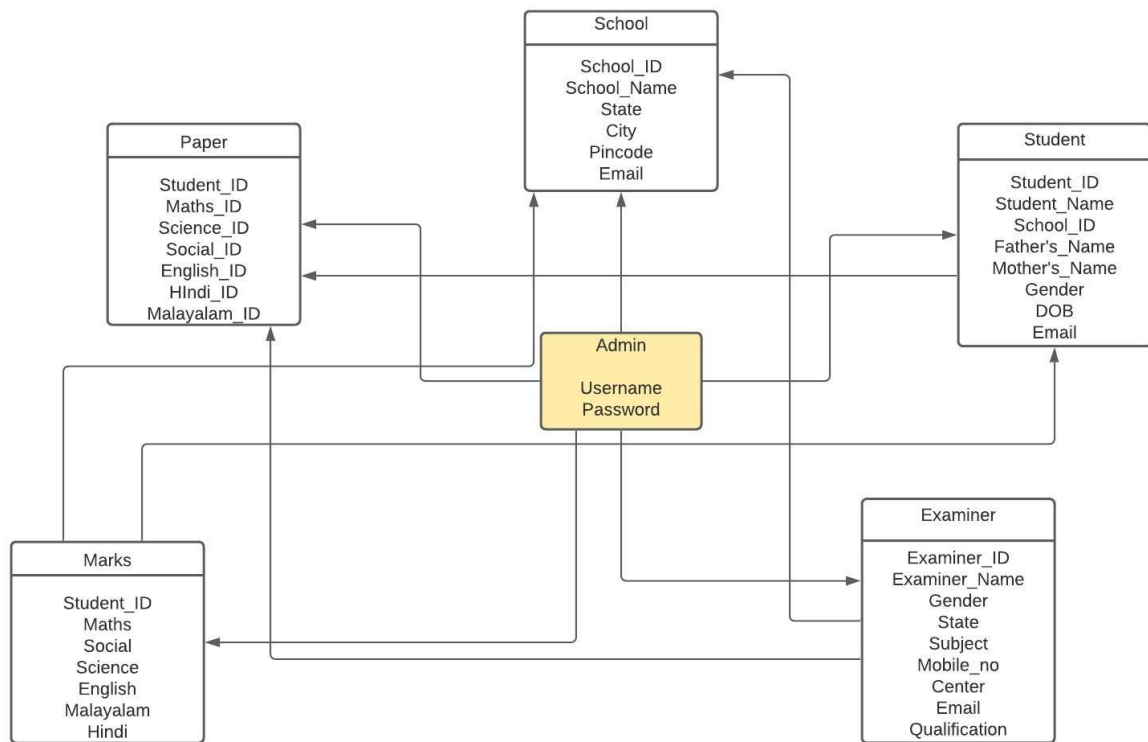 School
School_ID
School_Name
State
City
Pincode
Email
Paper
Student_ID
Maths_ID
Science_ID
Social_ID
English_ID
HIndi_ID
Malayalam_ID
Student
Student_ID
Student_Name
School_ID
Father's_Name
Mother's_Name
Gender
DOB
Email
Admin
Username
Password
Marks
Student_ID
Maths
Social
Science
English
Malayalam
Hindi
Examiner
Examiner_ID
Examiner_Name
Gender
State
Subject
Mobile_no
Center
Email
Qualification